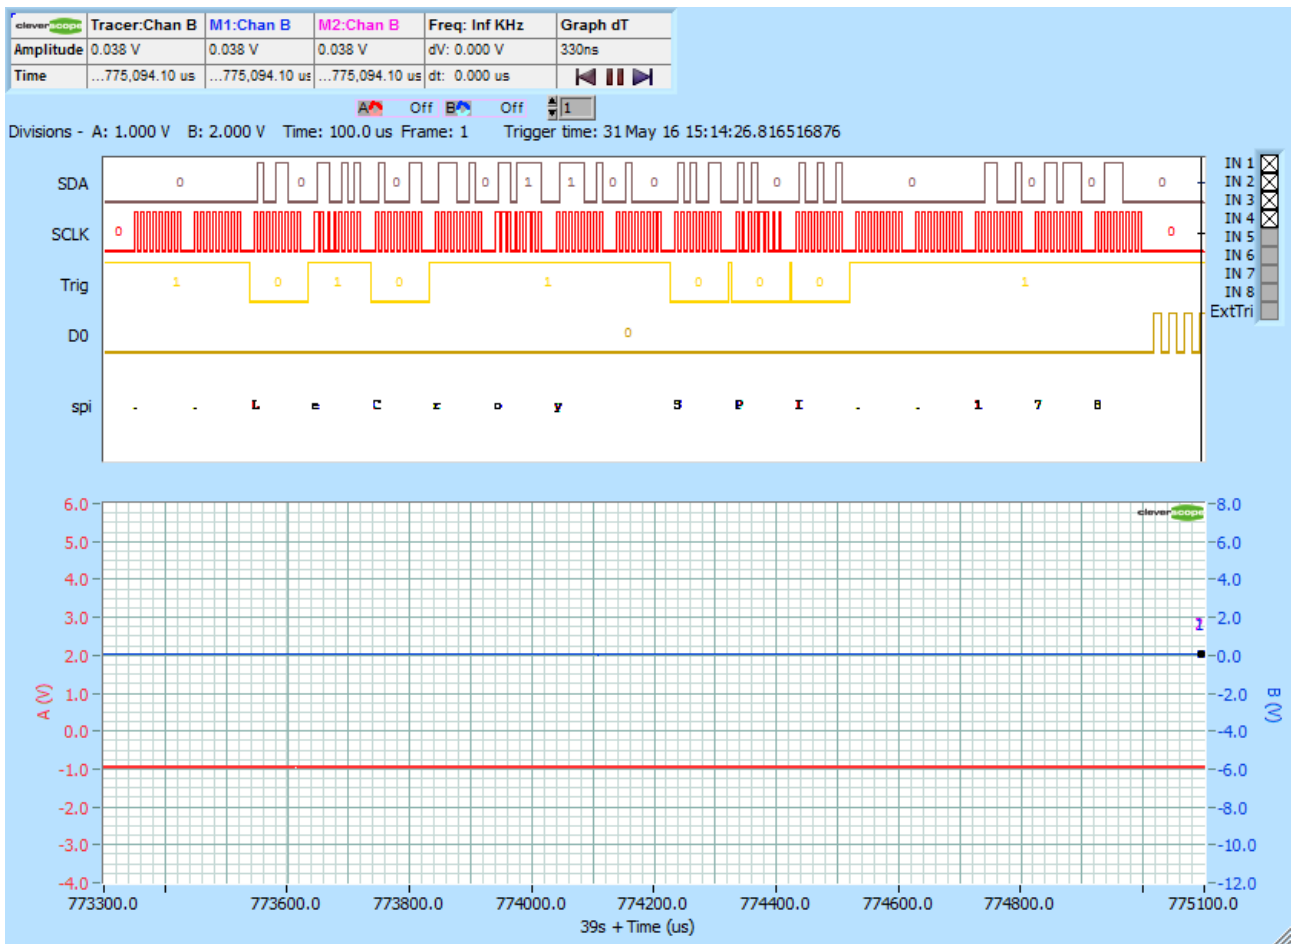 cleverscope Tracer:Chan B M1:Chan B M2:Chan B Freq: Inf KHz Graph dT
Amplitude 0.038 V 0.038 V 0.038 V dV: 0.000 V 330ns
Time ...775,094.10 us ...775,094.10 us ...775,094.10 us dt: 0.000 us
A Off B Off 1
Divisions - A: 1.000 V B: 2.000 V Time: 100.0 us Frame: 1 Trigger time: 31 May 16 15:14:26.816516876
SDA 0 0 0 0 1 1 0 0 0 0 0 0 0
SCLK 0 0
Trig 1 0 1 0 1 0 0 0 1
D0 0
spi . . L e C r o y S P I . . 1 7 8
IN 1
IN 2
IN 3
IN 4
IN 5
IN 6
IN 7
IN 8
ExtTri
cleverscope
6.0
5.0
4.0
3.0
2.0
1.0
0.0
-1.0
-2.0
-3.0
-4.0
A (V)
8.0
6.0
4.0
2.0
0.0
-2.0
-4.0
-6.0
-8.0
-10.0
-12.0
B (V)
773300.0 773600.0 773800.0 774000.0 774200.0 774400.0 774600.0 774800.0 775100.0
39s + Time (us)